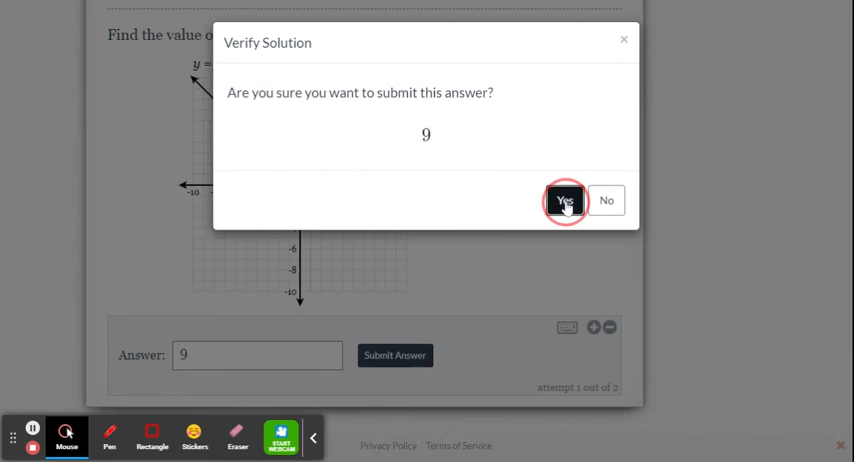 Find the value o
Verify Solution
×
y =
Are you sure you want to submit this answer?
9
-10
Yes
No
-6
-8
-10
Answer:
9
Submit Answer
attempt 1 out of 2
Mouse
Pen
Rectangle
Stickers
Eraser
START
WEBCAM
Privacy Policy
Terms of Service